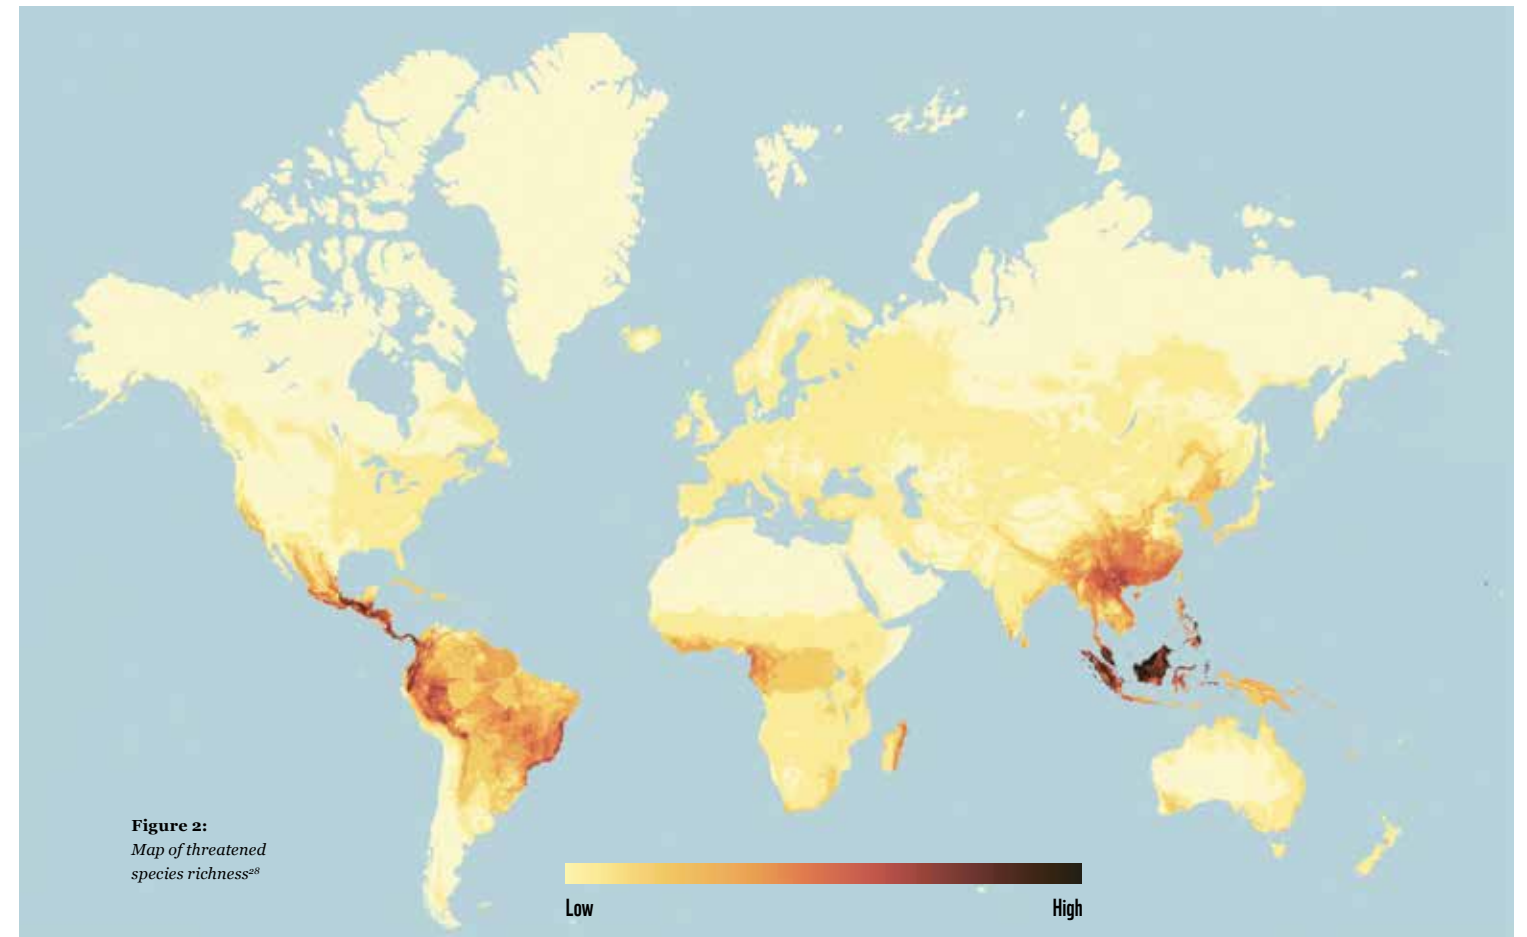 Figure 2:
Map of threatened
species richness²⁸
Low
High